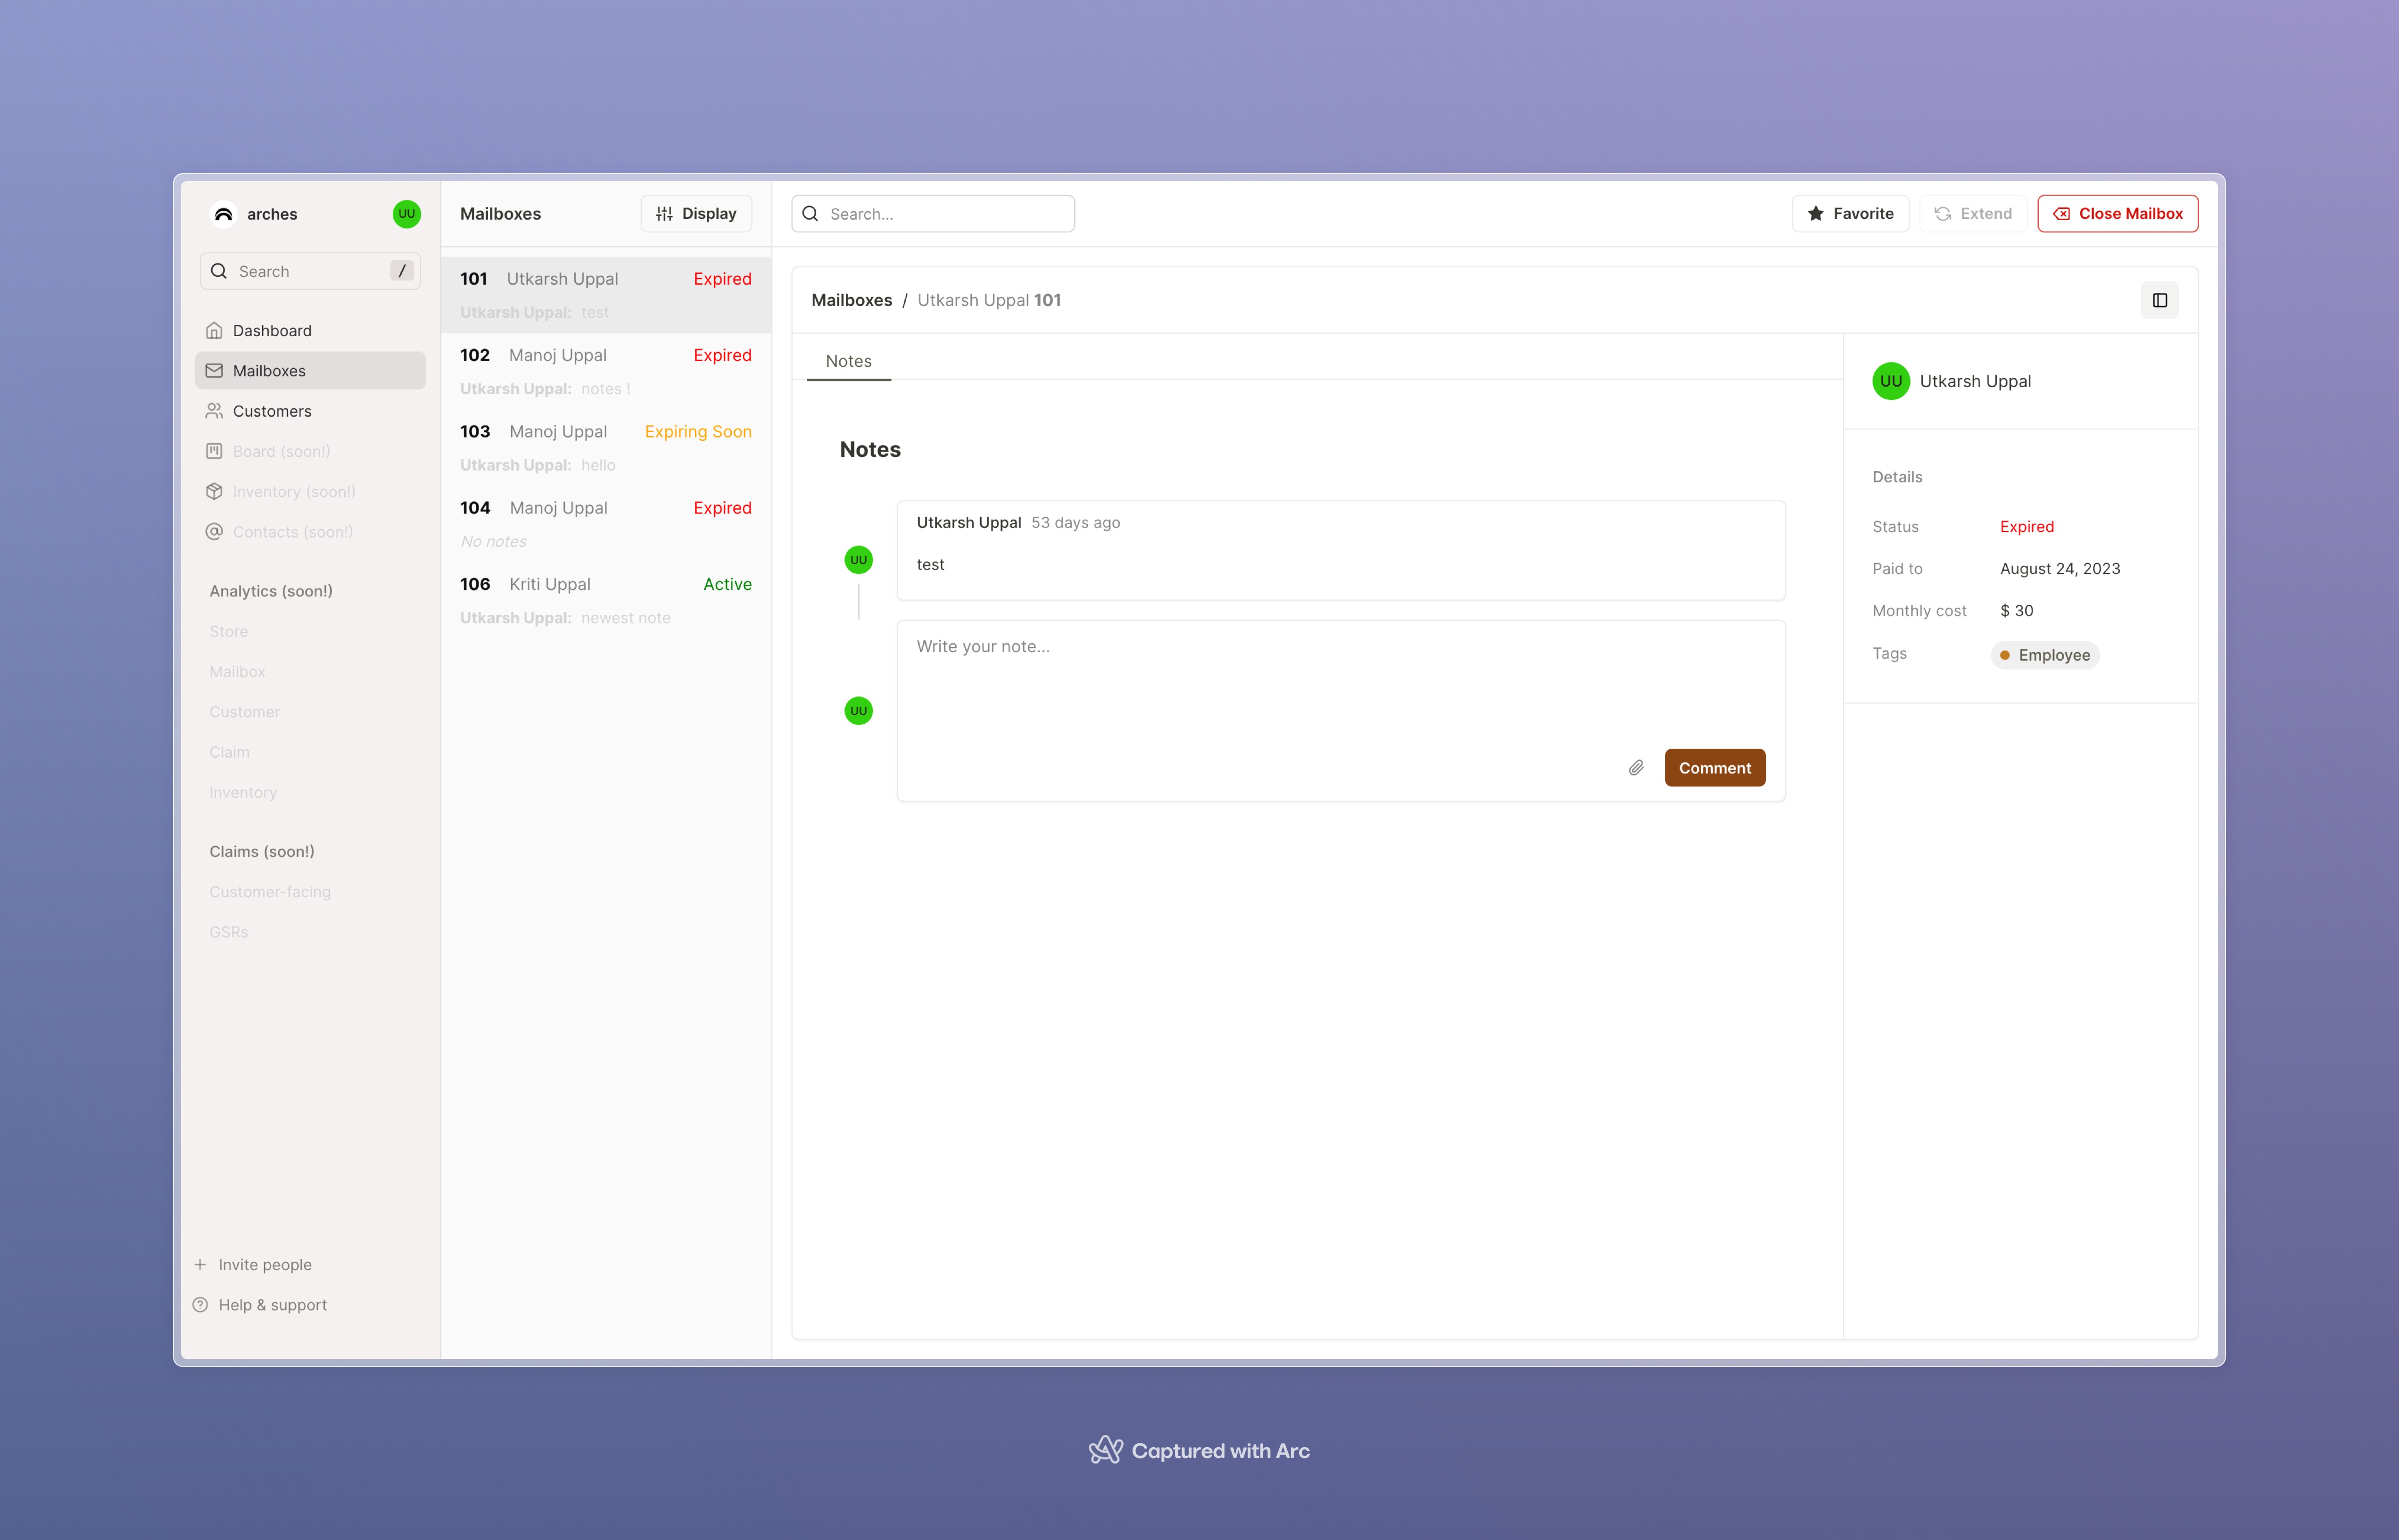 arches
UU
Search
/
Dashboard
Mailboxes
Customers
Board (soon!)
Inventory (soon!)
Contacts (soon!)
Analytics (soon!)
Store
Mailbox
Customer
Claim
Inventory
Claims (soon!)
Customer-facing
GSRs
Invite people
Help & support
Mailboxes
Display
101 Utkarsh Uppal Expired
Utkarsh Uppal: test
102 Manoj Uppal Expired
Utkarsh Uppal: notes !
103 Manoj Uppal Expiring Soon
Utkarsh Uppal: hello
104 Manoj Uppal Expired
No notes
106 Kriti Uppal Active
Utkarsh Uppal: newest note
Search...
Favorite
Extend
Close Mailbox
Mailboxes / Utkarsh Uppal 101
Notes
Notes
Utkarsh Uppal 53 days ago
UU
test
Write your note...
UU
Comment
UU Utkarsh Uppal
Details
Status Expired
Paid to August 24, 2023
Monthly cost $ 30
Tags Employee
Captured with Arc